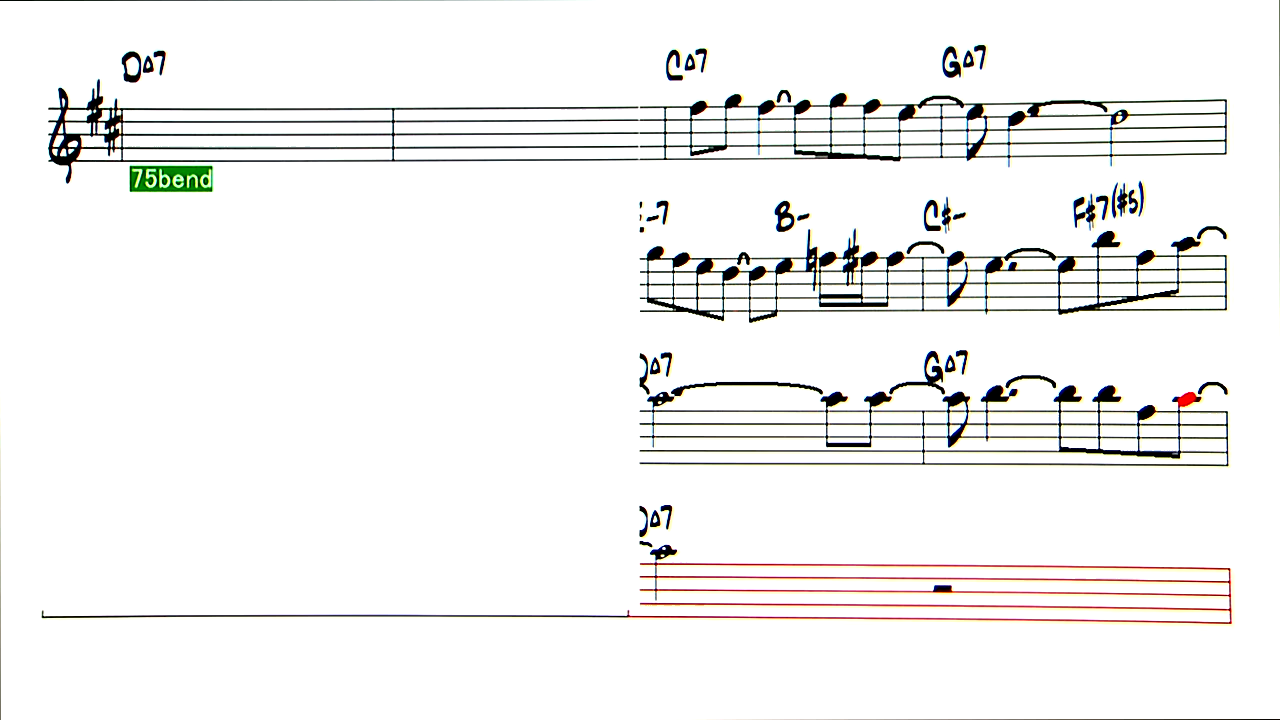 D△7 C△7 G△7
75bend
-7 B- C#- F#7(#5)
△7 G△7
△7